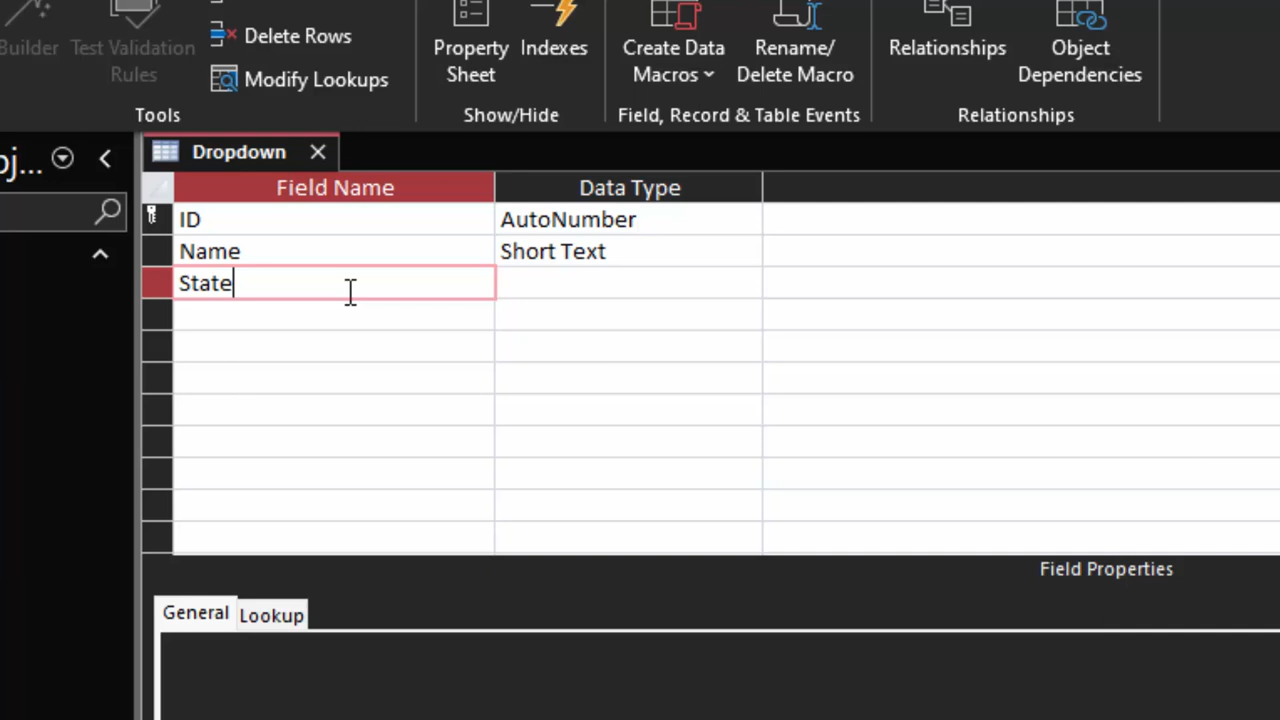 Builder
Test Validation
Rules
Delete Rows
Modify Lookups
Property
Sheet
Indexes
Create Data
Macros
Rename/
Delete Macro
Relationships
Object
Dependencies
Tools
Show/Hide
Field, Record & Table Events
Relationships
bj...
Dropdown
Field Name
Data Type
ID
AutoNumber
Name
Short Text
State
Field Properties
General
Lookup